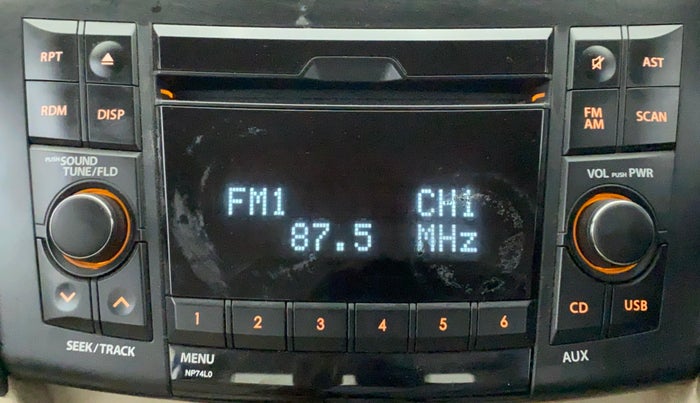 RPT
AST
RDM
DISP
FM
AM
SCAN
PUSH SOUND
TUNE/FLD
VOL PUSH PWR
FM1 CH1
87.5 MHz
1 2 3 4 5 6
CD
USB
SEEK/TRACK
MENU
NP74L0
AUX